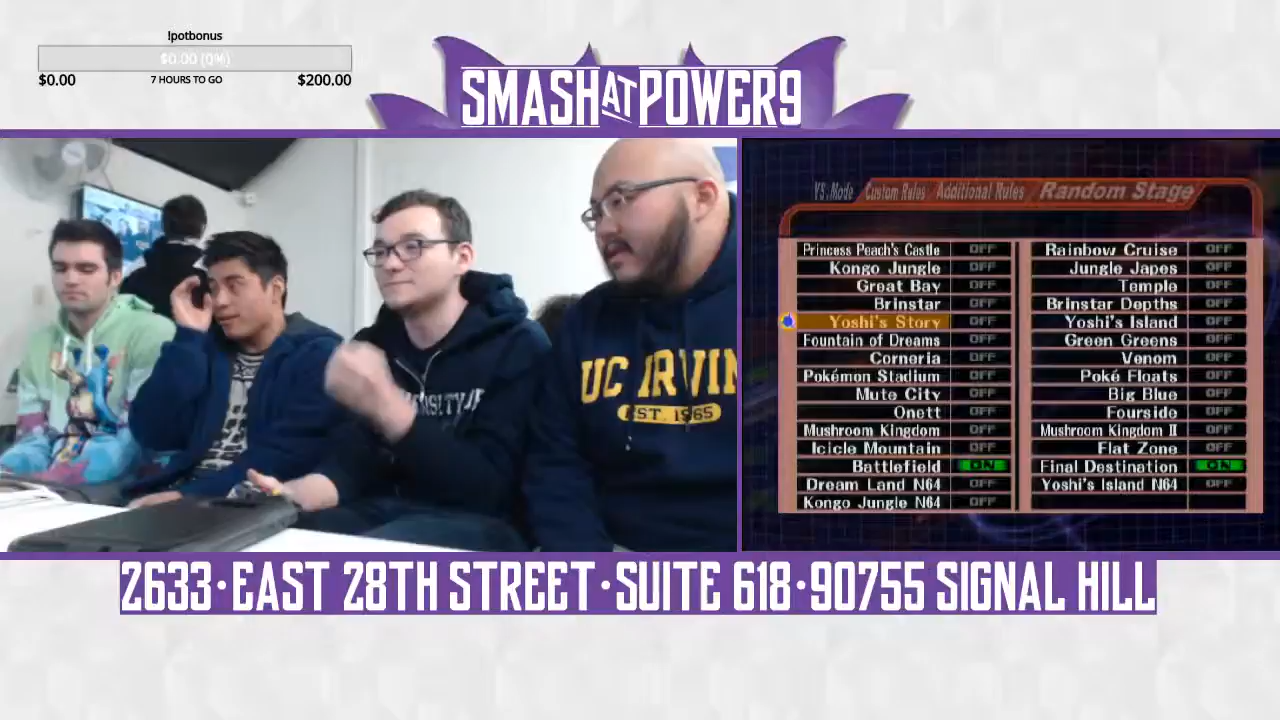 !potbonus
$0.00 (0%)
$0.00 7 HOURS TO GO $200.00
SMASH AT POWER9
VS. Mode Custom Rules Additional Rules Random Stage
Princess Peach's Castle OFF Rainbow Cruise OFF
Kongo Jungle OFF Jungle Japes OFF
Great Bay OFF Temple OFF
Brinstar OFF Brinstar Depths OFF
Yoshi's Story OFF Yoshi's Island OFF
Fountain of Dreams OFF Green Greens OFF
Corneria OFF Venom OFF
Pokémon Stadium OFF Poké Floats OFF
Mute City OFF Big Blue OFF
Onett OFF Fourside OFF
Mushroom Kingdom OFF Mushroom Kingdom II OFF
Icicle Mountain OFF Flat Zone OFF
Battlefield ON Final Destination ON
Dream Land N64 OFF Yoshi's Island N64 OFF
Kongo Jungle N64 OFF
UC IRVIN
EST. 1965
2633·EAST 28TH STREET·SUITE 618·90755 SIGNAL HILL